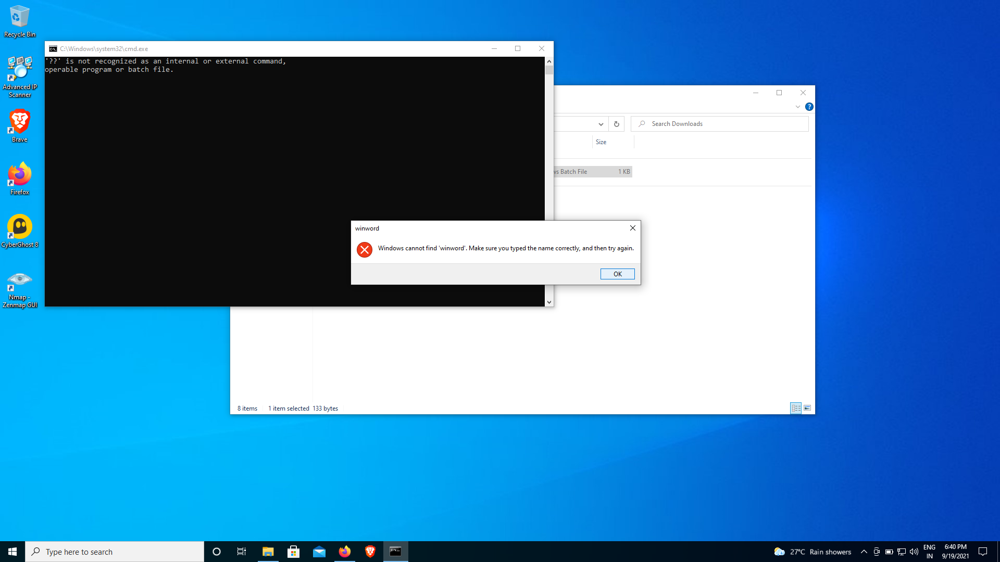 Recycle Bin
Advanced IP
Scanner
Brave
Firefox
CyberGhost 8
Nmap -
Zenmap GUI
C:\Windows\system32\cmd.exe
'??' is not recognized as an internal or external command,
operable program or batch file.
Search Downloads
Size
Batch File 1 KB
winword
Windows cannot find 'winword'. Make sure you typed the name correctly, and then try again.
OK
8 items 1 item selected 133 bytes
Type here to search
27°C Rain showers
ENG
IN
6:40 PM
9/19/2021